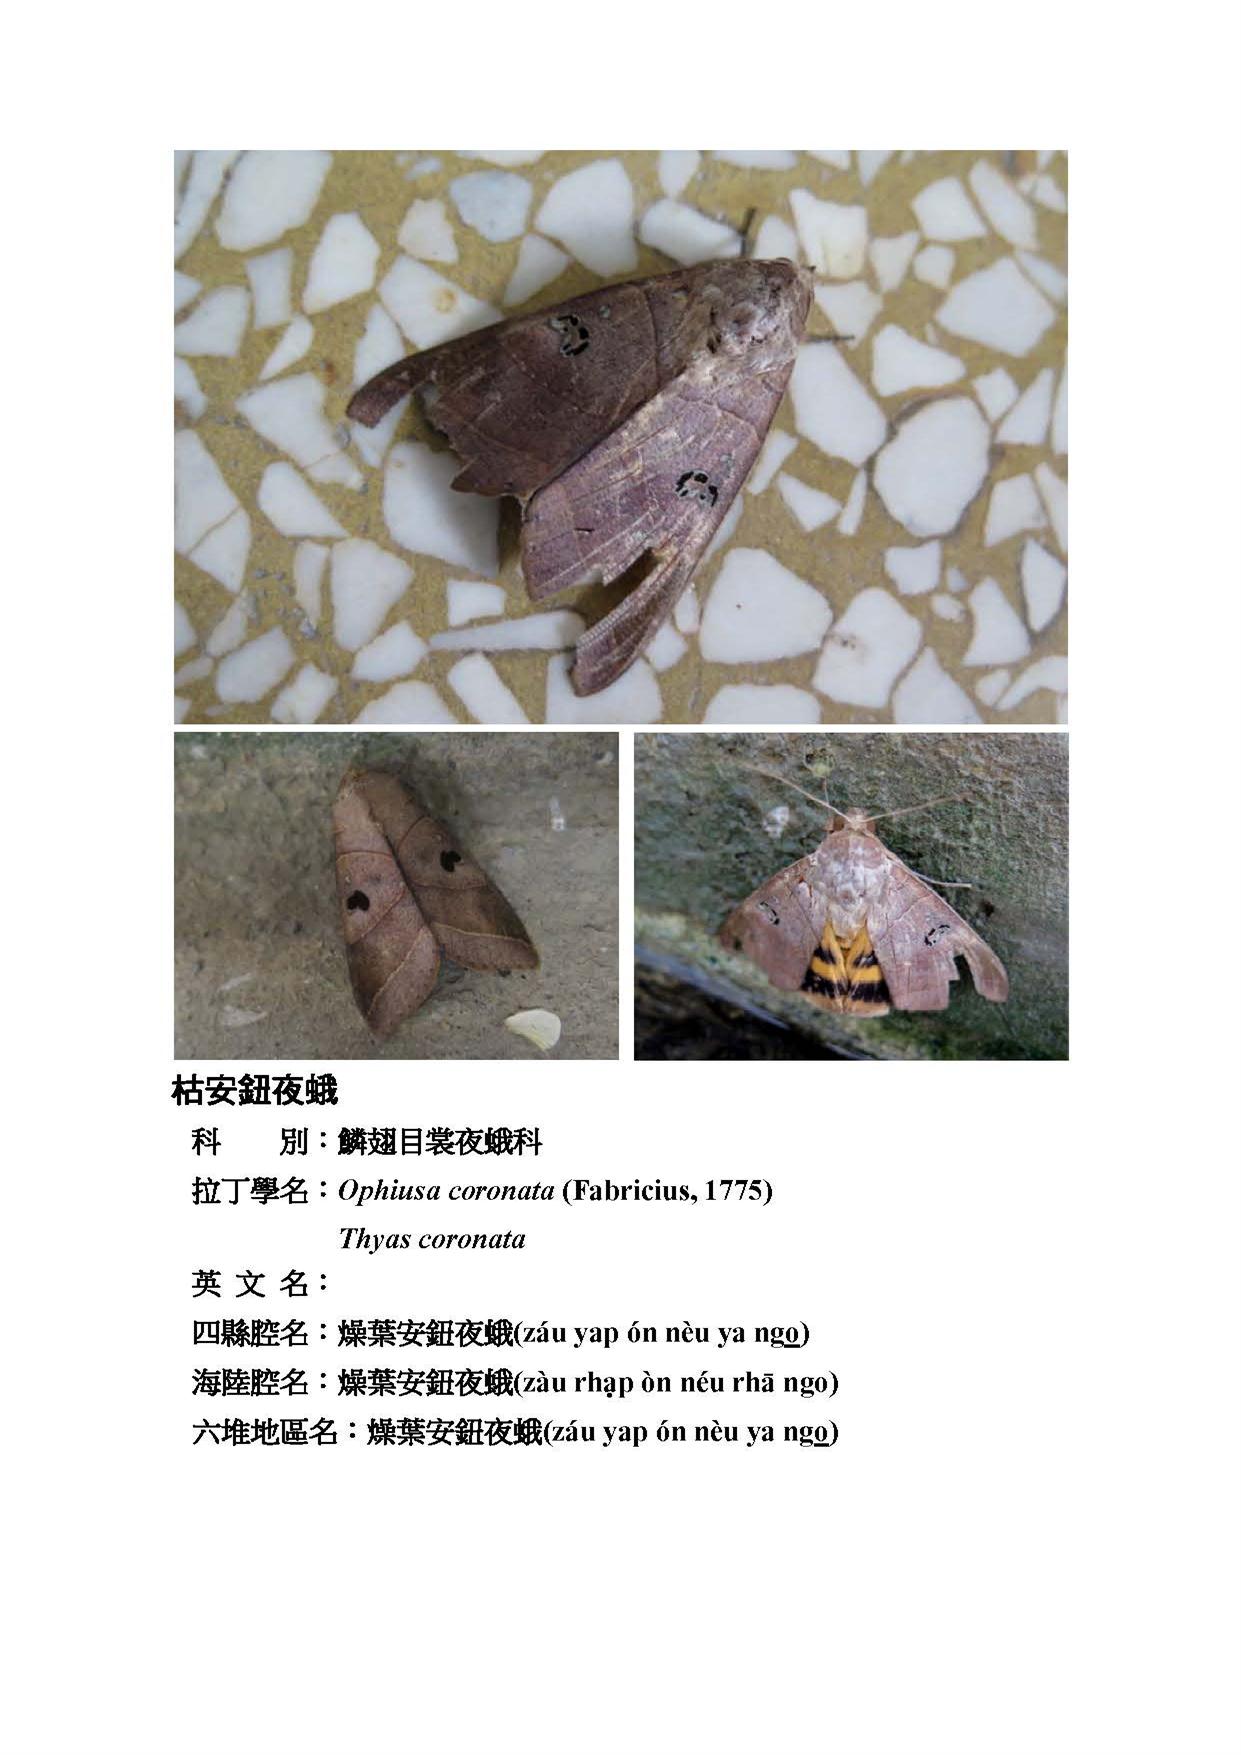 枯安鈕夜蛾
科　　別：鱗翅目裳夜蛾科
拉丁學名：Ophiusa coronata (Fabricius, 1775)
Thyas coronata
英 文 名：
四縣腔名：燥葉安鈕夜蛾(záu yap ón nèu ya ngo̲)
海陸腔名：燥葉安鈕夜蛾(zàu rhạp òn néu rhā ngo)
六堆地區名：燥葉安鈕夜蛾(záu yap ón nèu ya ngo̲)